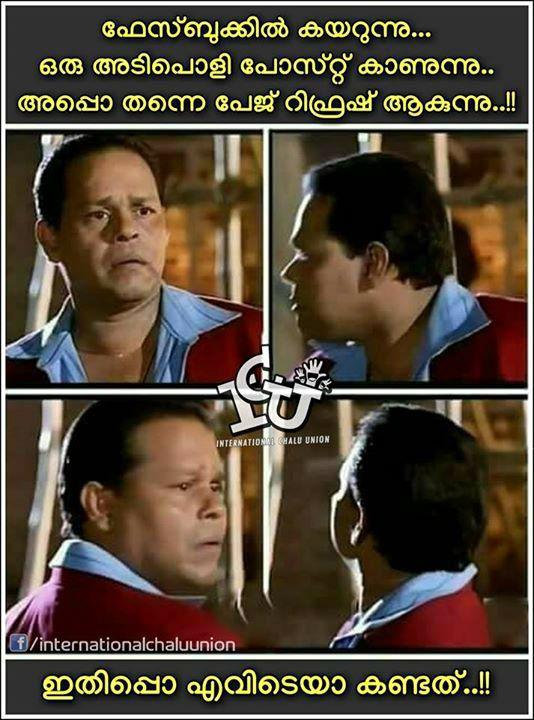 ഫേസ്ബുക്കിൽ കയറുന്നു...
ഒരു അടിപൊളി പോസ്റ്റ് കാണുന്നു..
അപ്പൊ തന്നെ പേജ് റിഫ്രഷ് ആകുന്നു..!!
ICU
INTERNATIONAL CHALU UNION
f/internationalchaluunion
ഇതിപ്പൊ എവിടെയാ കണ്ടത്..!!